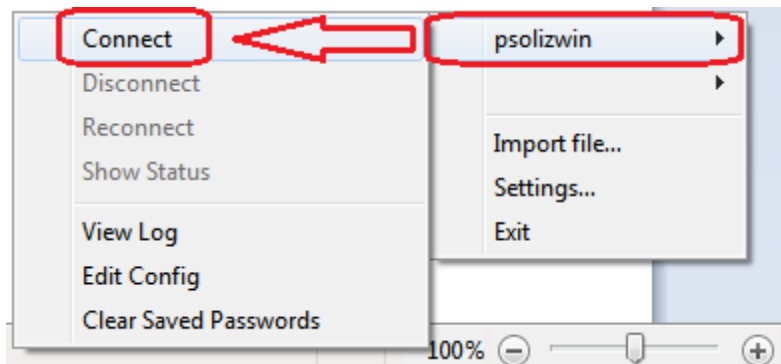 Connect
Disconnect
Reconnect
Show Status
View Log
Edit Config
Clear Saved Passwords
psolizwin
Import file...
Settings...
Exit
100%